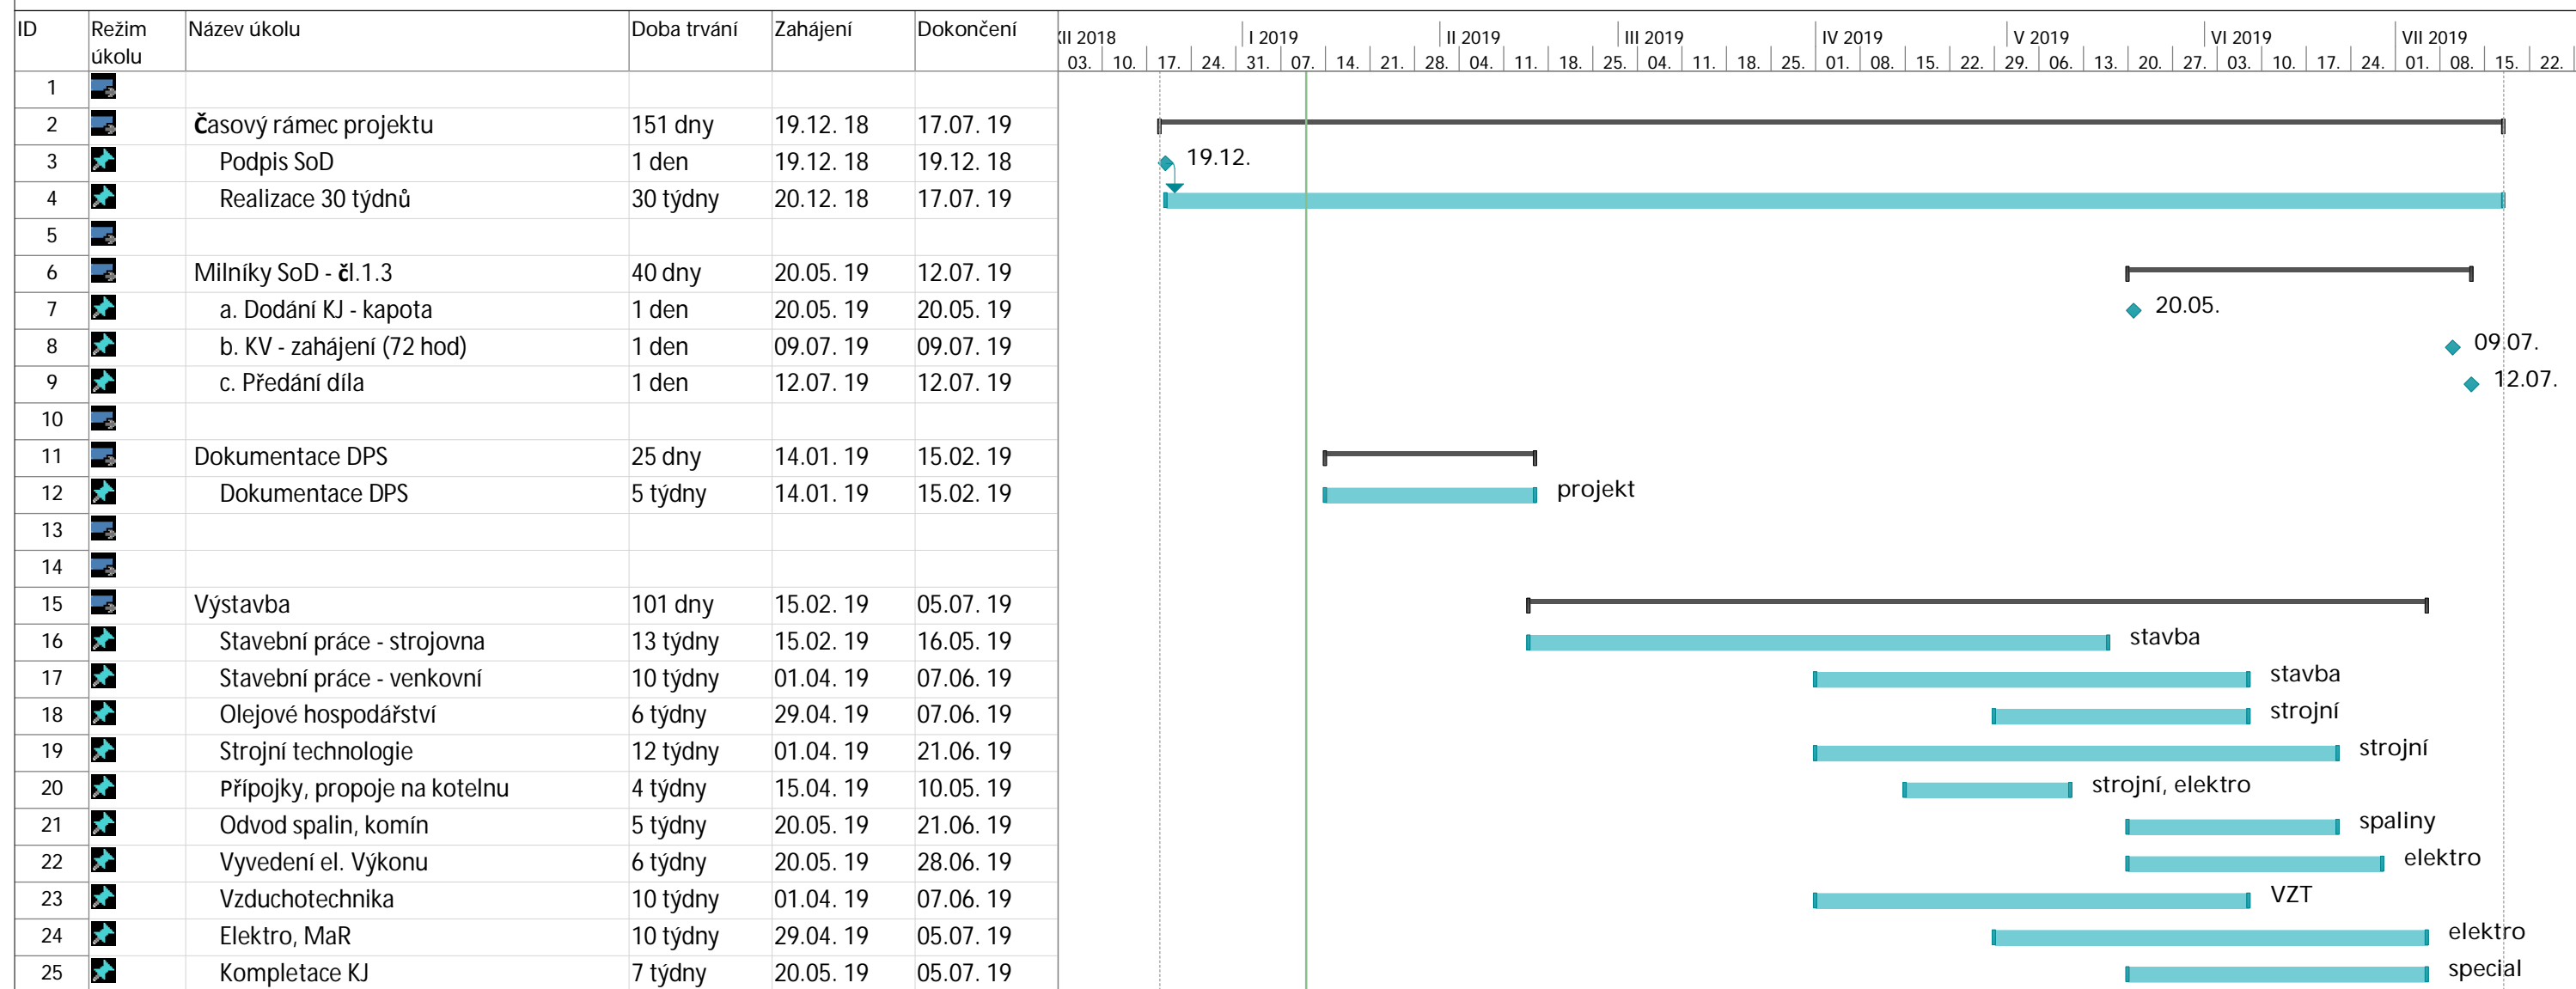 ID Režim úkolu Název úkolu Doba trvání Zahájení Dokončení
XII 2018 I 2019 II 2019 III 2019 IV 2019 V 2019 VI 2019 VII 2019
03. 10. 17. 24. 31. 07. 14. 21. 28. 04. 11. 18. 25. 04. 11. 18. 25. 01. 08. 15. 22. 29. 06. 13. 20. 27. 03. 10. 17. 24. 01. 08. 15. 22.
1
2 Časový rámec projektu 151 dny 19.12. 18 17.07. 19
3 Podpis SoD 1 den 19.12. 18 19.12. 18 19.12.
4 Realizace 30 týdnů 30 týdny 20.12. 18 17.07. 19
5
6 Milníky SoD - čl.1.3 40 dny 20.05. 19 12.07. 19
7 a. Dodání KJ - kapota 1 den 20.05. 19 20.05. 19 20.05.
8 b. KV - zahájení (72 hod) 1 den 09.07. 19 09.07. 19 09.07.
9 c. Předání díla 1 den 12.07. 19 12.07. 19 12.07.
10
11 Dokumentace DPS 25 dny 14.01. 19 15.02. 19
12 Dokumentace DPS 5 týdny 14.01. 19 15.02. 19 projekt
13
14
15 Výstavba 101 dny 15.02. 19 05.07. 19
16 Stavební práce - strojovna 13 týdny 15.02. 19 16.05. 19 stavba
17 Stavební práce - venkovní 10 týdny 01.04. 19 07.06. 19 stavba
18 Olejové hospodářství 6 týdny 29.04. 19 07.06. 19 strojní
19 Strojní technologie 12 týdny 01.04. 19 21.06. 19 strojní
20 Přípojky, propoje na kotelnu 4 týdny 15.04. 19 10.05. 19 strojní, elektro
21 Odvod spalin, komín 5 týdny 20.05. 19 21.06. 19 spaliny
22 Vyvedení el. Výkonu 6 týdny 20.05. 19 28.06. 19 elektro
23 Vzduchotechnika 10 týdny 01.04. 19 07.06. 19 VZT
24 Elektro, MaR 10 týdny 29.04. 19 05.07. 19 elektro
25 Kompletace KJ 7 týdny 20.05. 19 05.07. 19 special